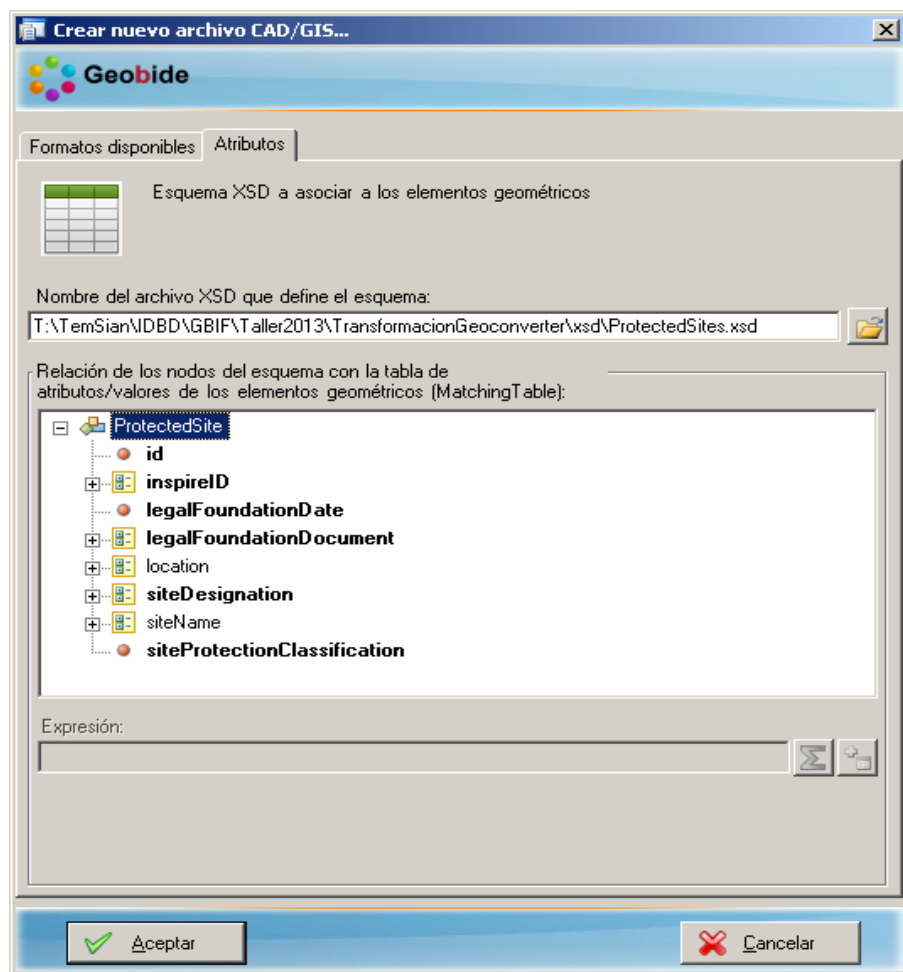 Crear nuevo archivo CAD/GIS...
Geobide
Formatos disponibles
Atributos
Esquema XSD a asociar a los elementos geométricos
Nombre del archivo XSD que define el esquema:
T:\TemSian\IDBD\GBIF\Taller2013\TransformacionGeoconverter\xsd\ProtectedSites.xsd
Relación de los nodos del esquema con la tabla de
atributos/valores de los elementos geométricos (MatchingTable):
ProtectedSite
id
inspireID
legalFoundationDate
legalFoundationDocument
location
siteDesignation
siteName
siteProtectionClassification
Expresión:
Aceptar
Cancelar